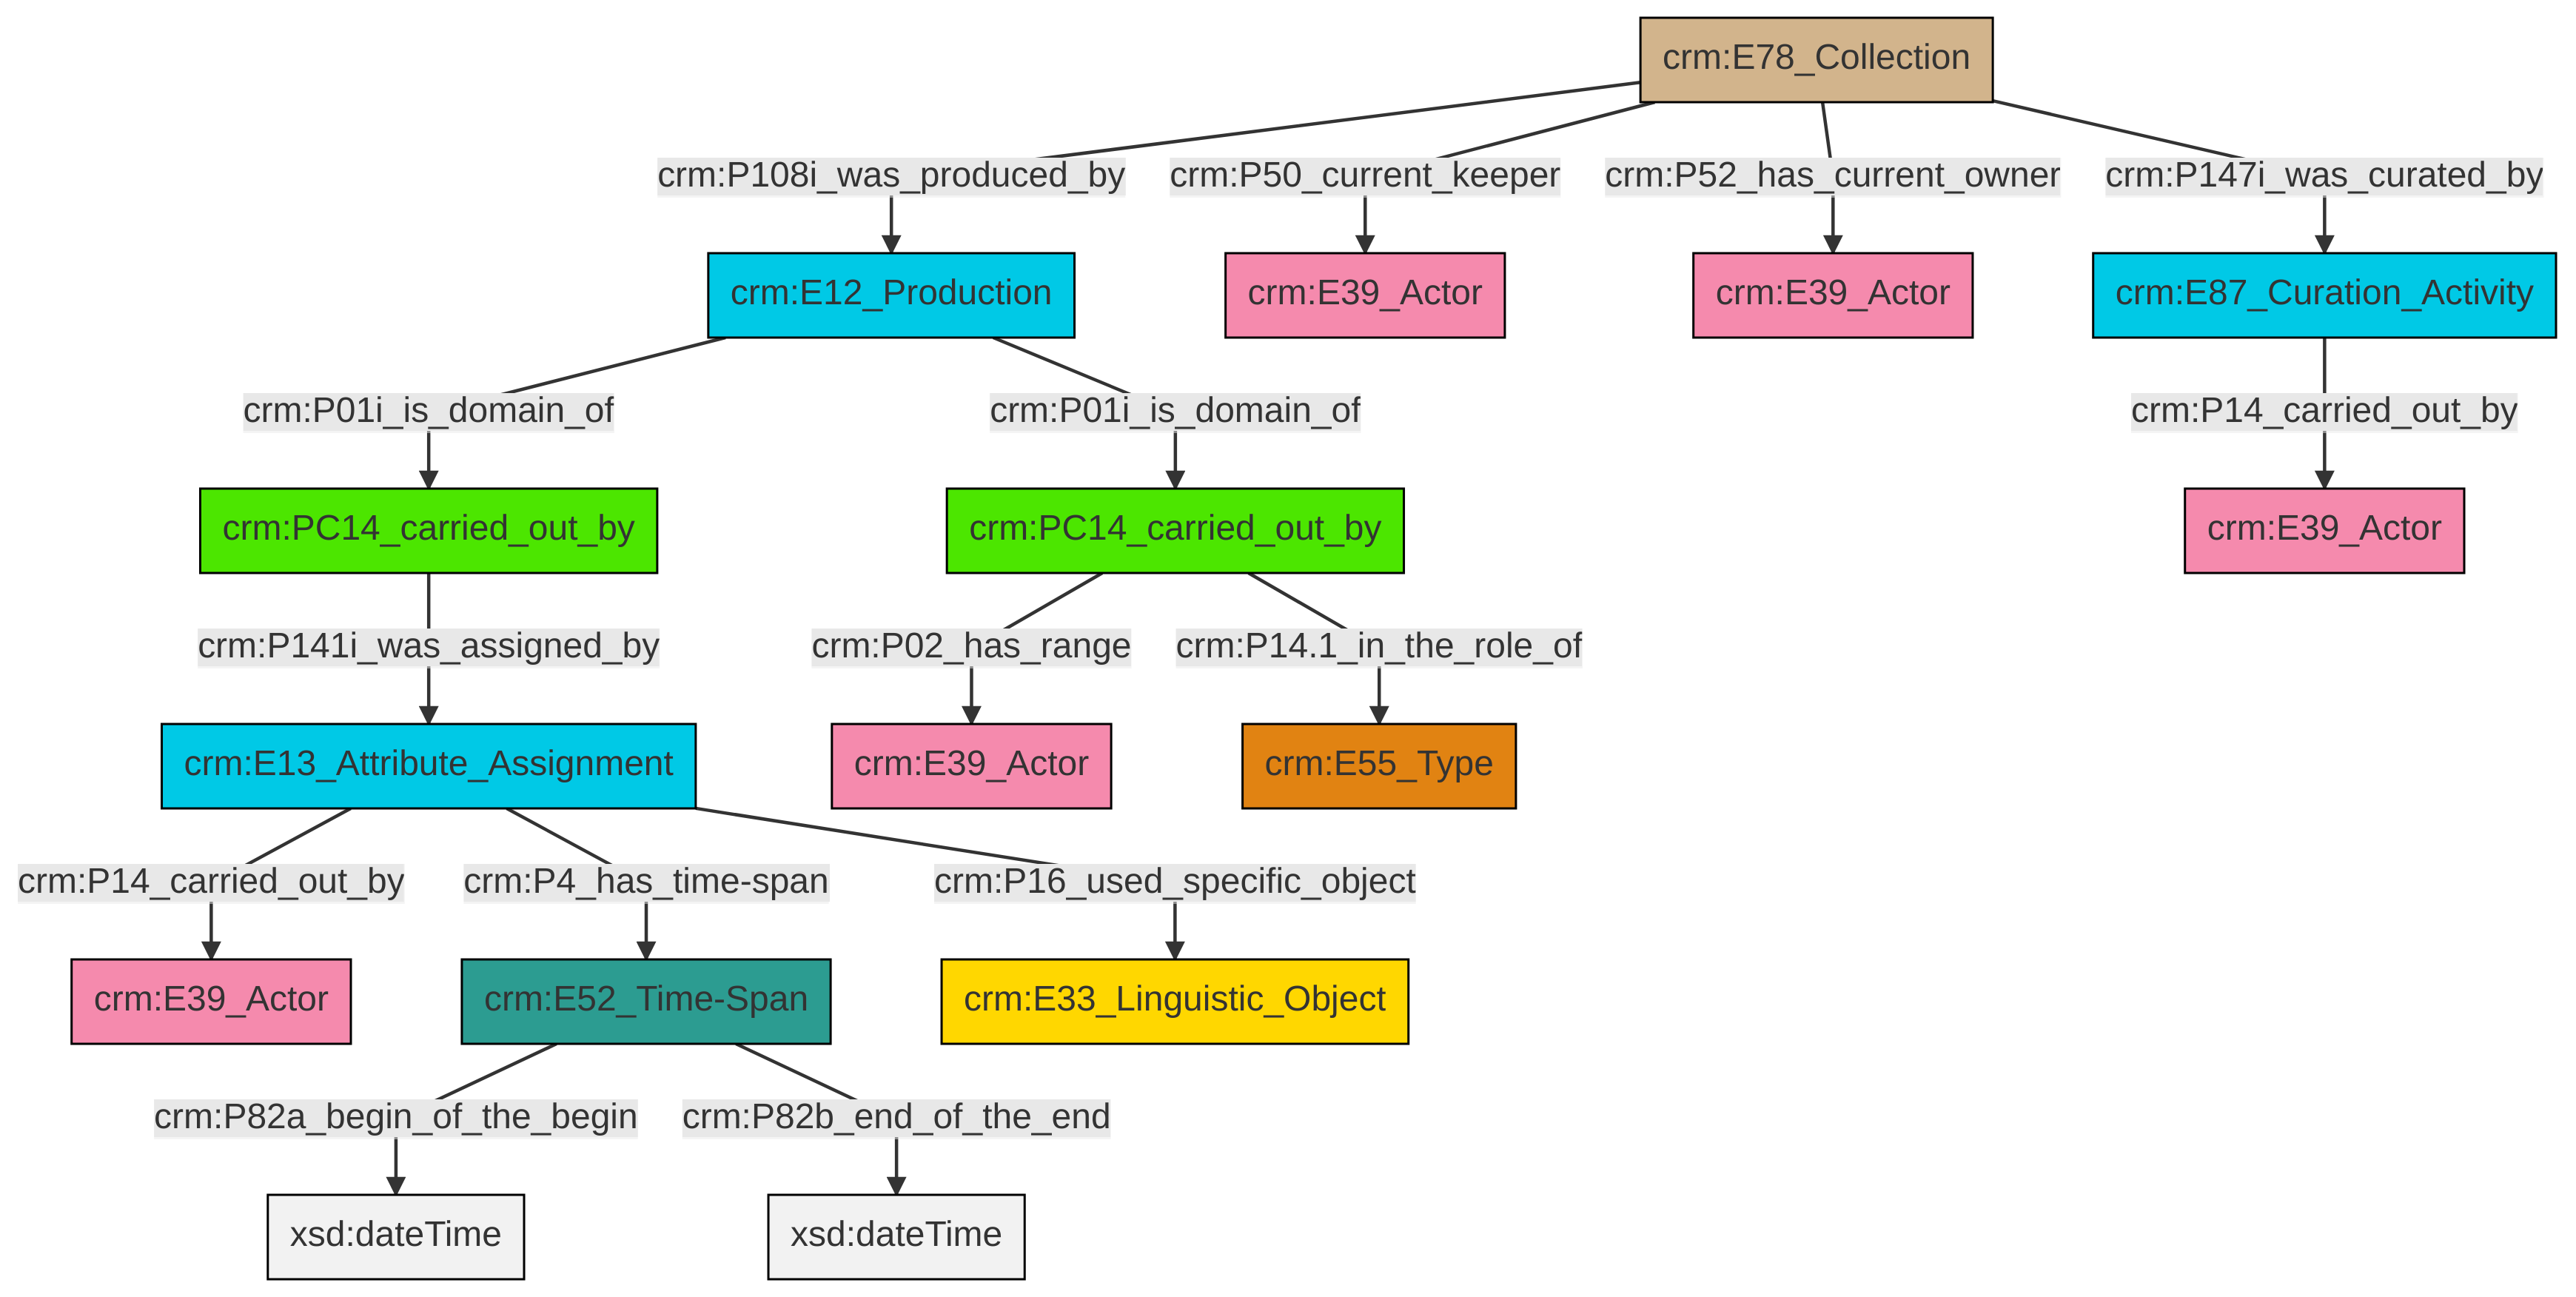 crm:E78_Collection
crm:P108i_was_produced_by
crm:P50_current_keeper
crm:P52_has_current_owner
crm:P147i_was_curated_by
crm:E12_Production
crm:E39_Actor
crm:E39_Actor
crm:E87_Curation_Activity
crm:P01i_is_domain_of
crm:P01i_is_domain_of
crm:P14_carried_out_by
crm:PC14_carried_out_by
crm:PC14_carried_out_by
crm:E39_Actor
crm:P141i_was_assigned_by
crm:P02_has_range
crm:P14.1_in_the_role_of
crm:E13_Attribute_Assignment
crm:E39_Actor
crm:E55_Type
crm:P14_carried_out_by
crm:P4_has_time-span
crm:P16_used_specific_object
crm:E39_Actor
crm:E52_Time-Span
crm:E33_Linguistic_Object
crm:P82a_begin_of_the_begin
crm:P82b_end_of_the_end
xsd:dateTime
xsd:dateTime